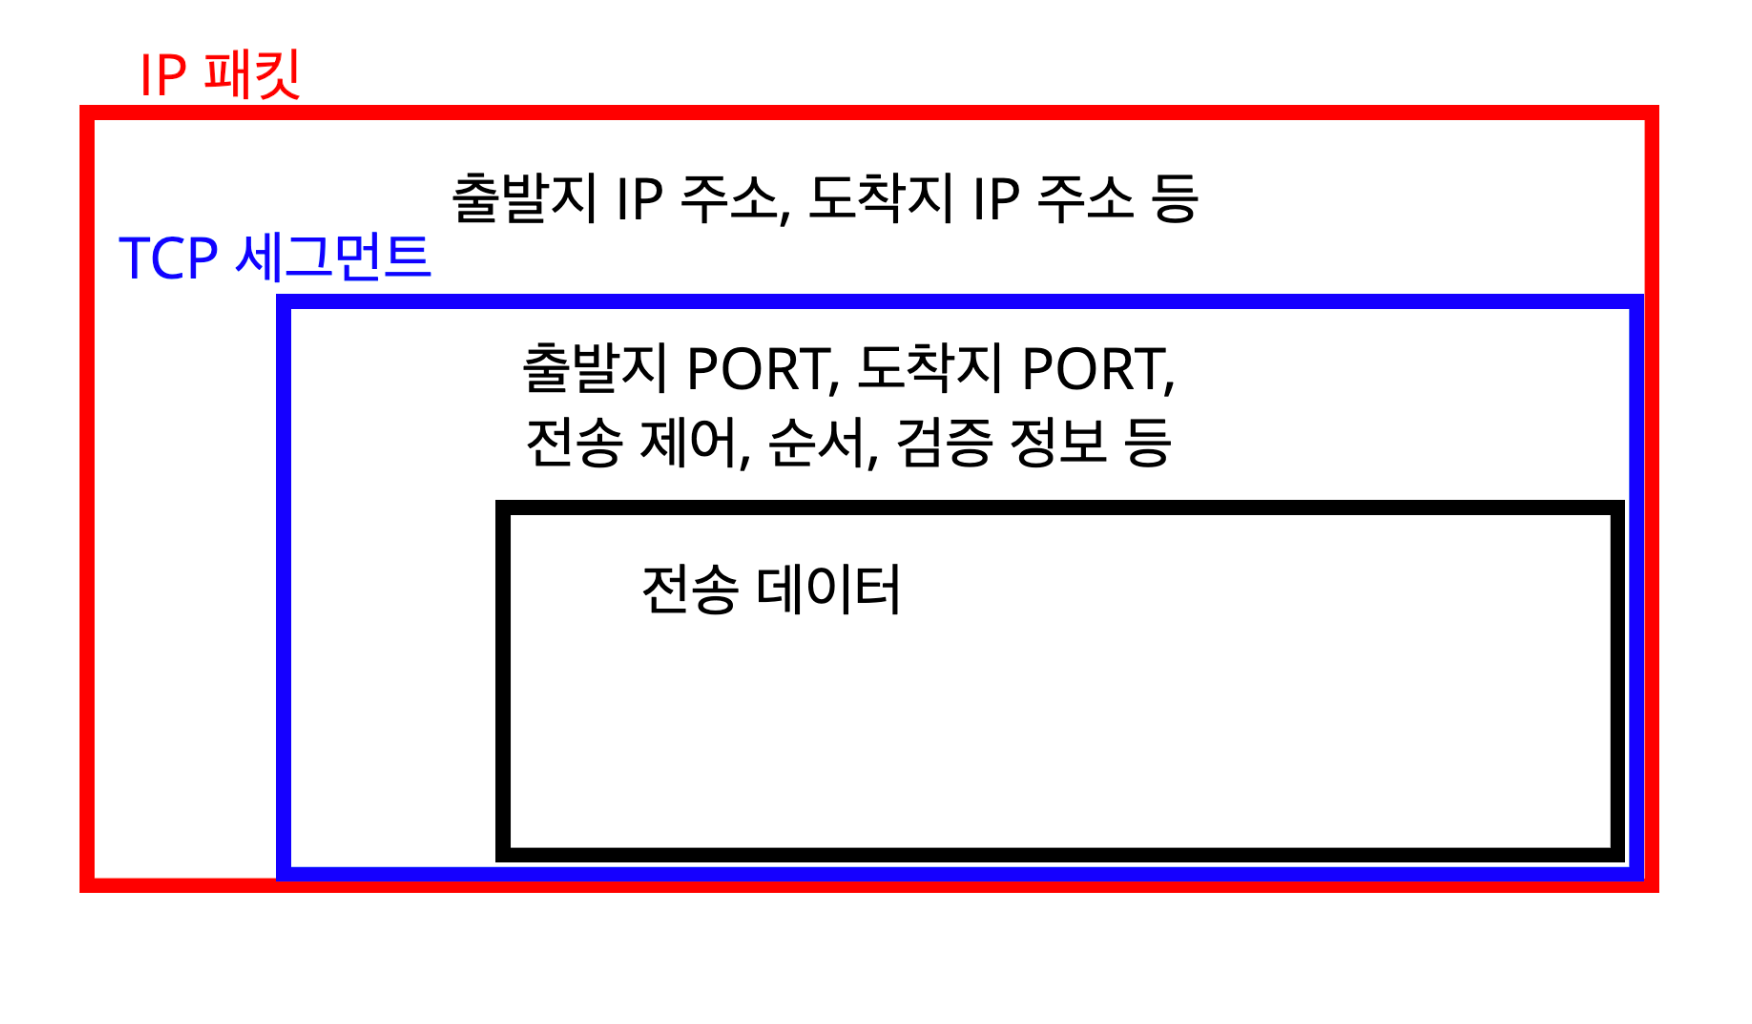 IP 패킷
출발지 IP 주소, 도착지 IP 주소 등
TCP 세그먼트
출발지 PORT, 도착지 PORT,
전송 제어, 순서, 검증 정보 등
전송 데이터